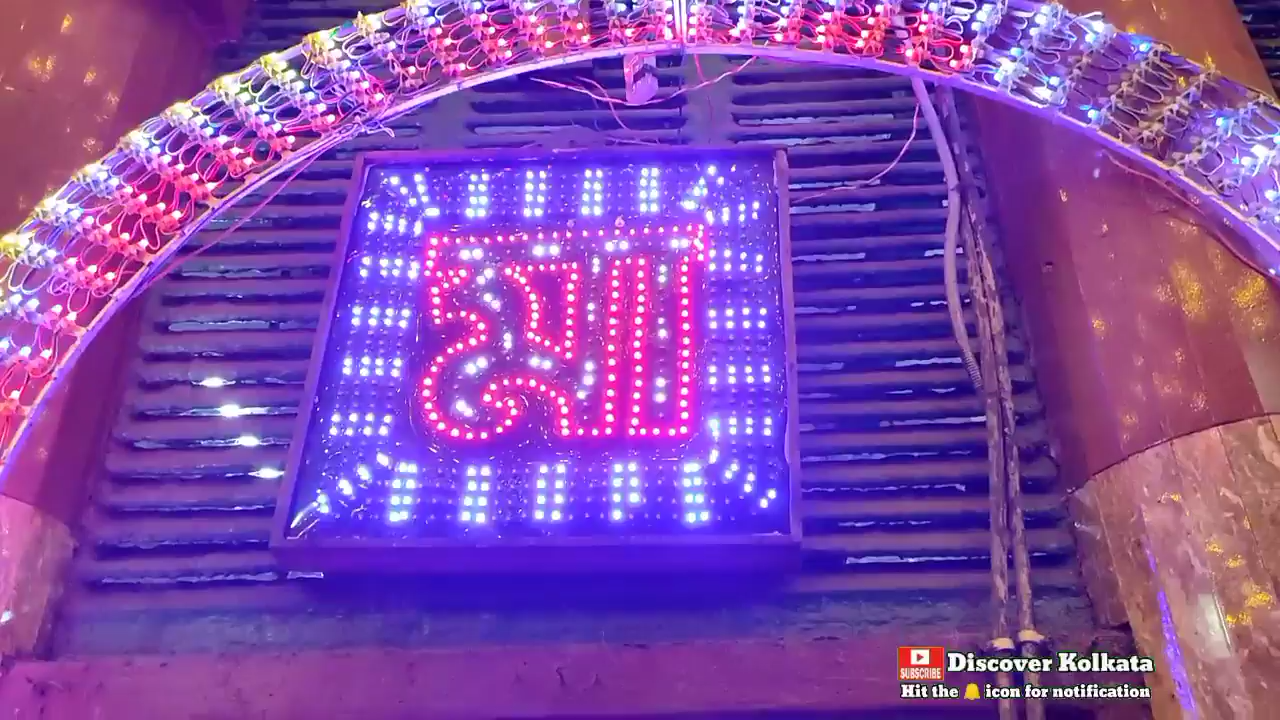 মা
SUBSCRIBE
Discover Kolkata
Hit the 🔔 icon for notification